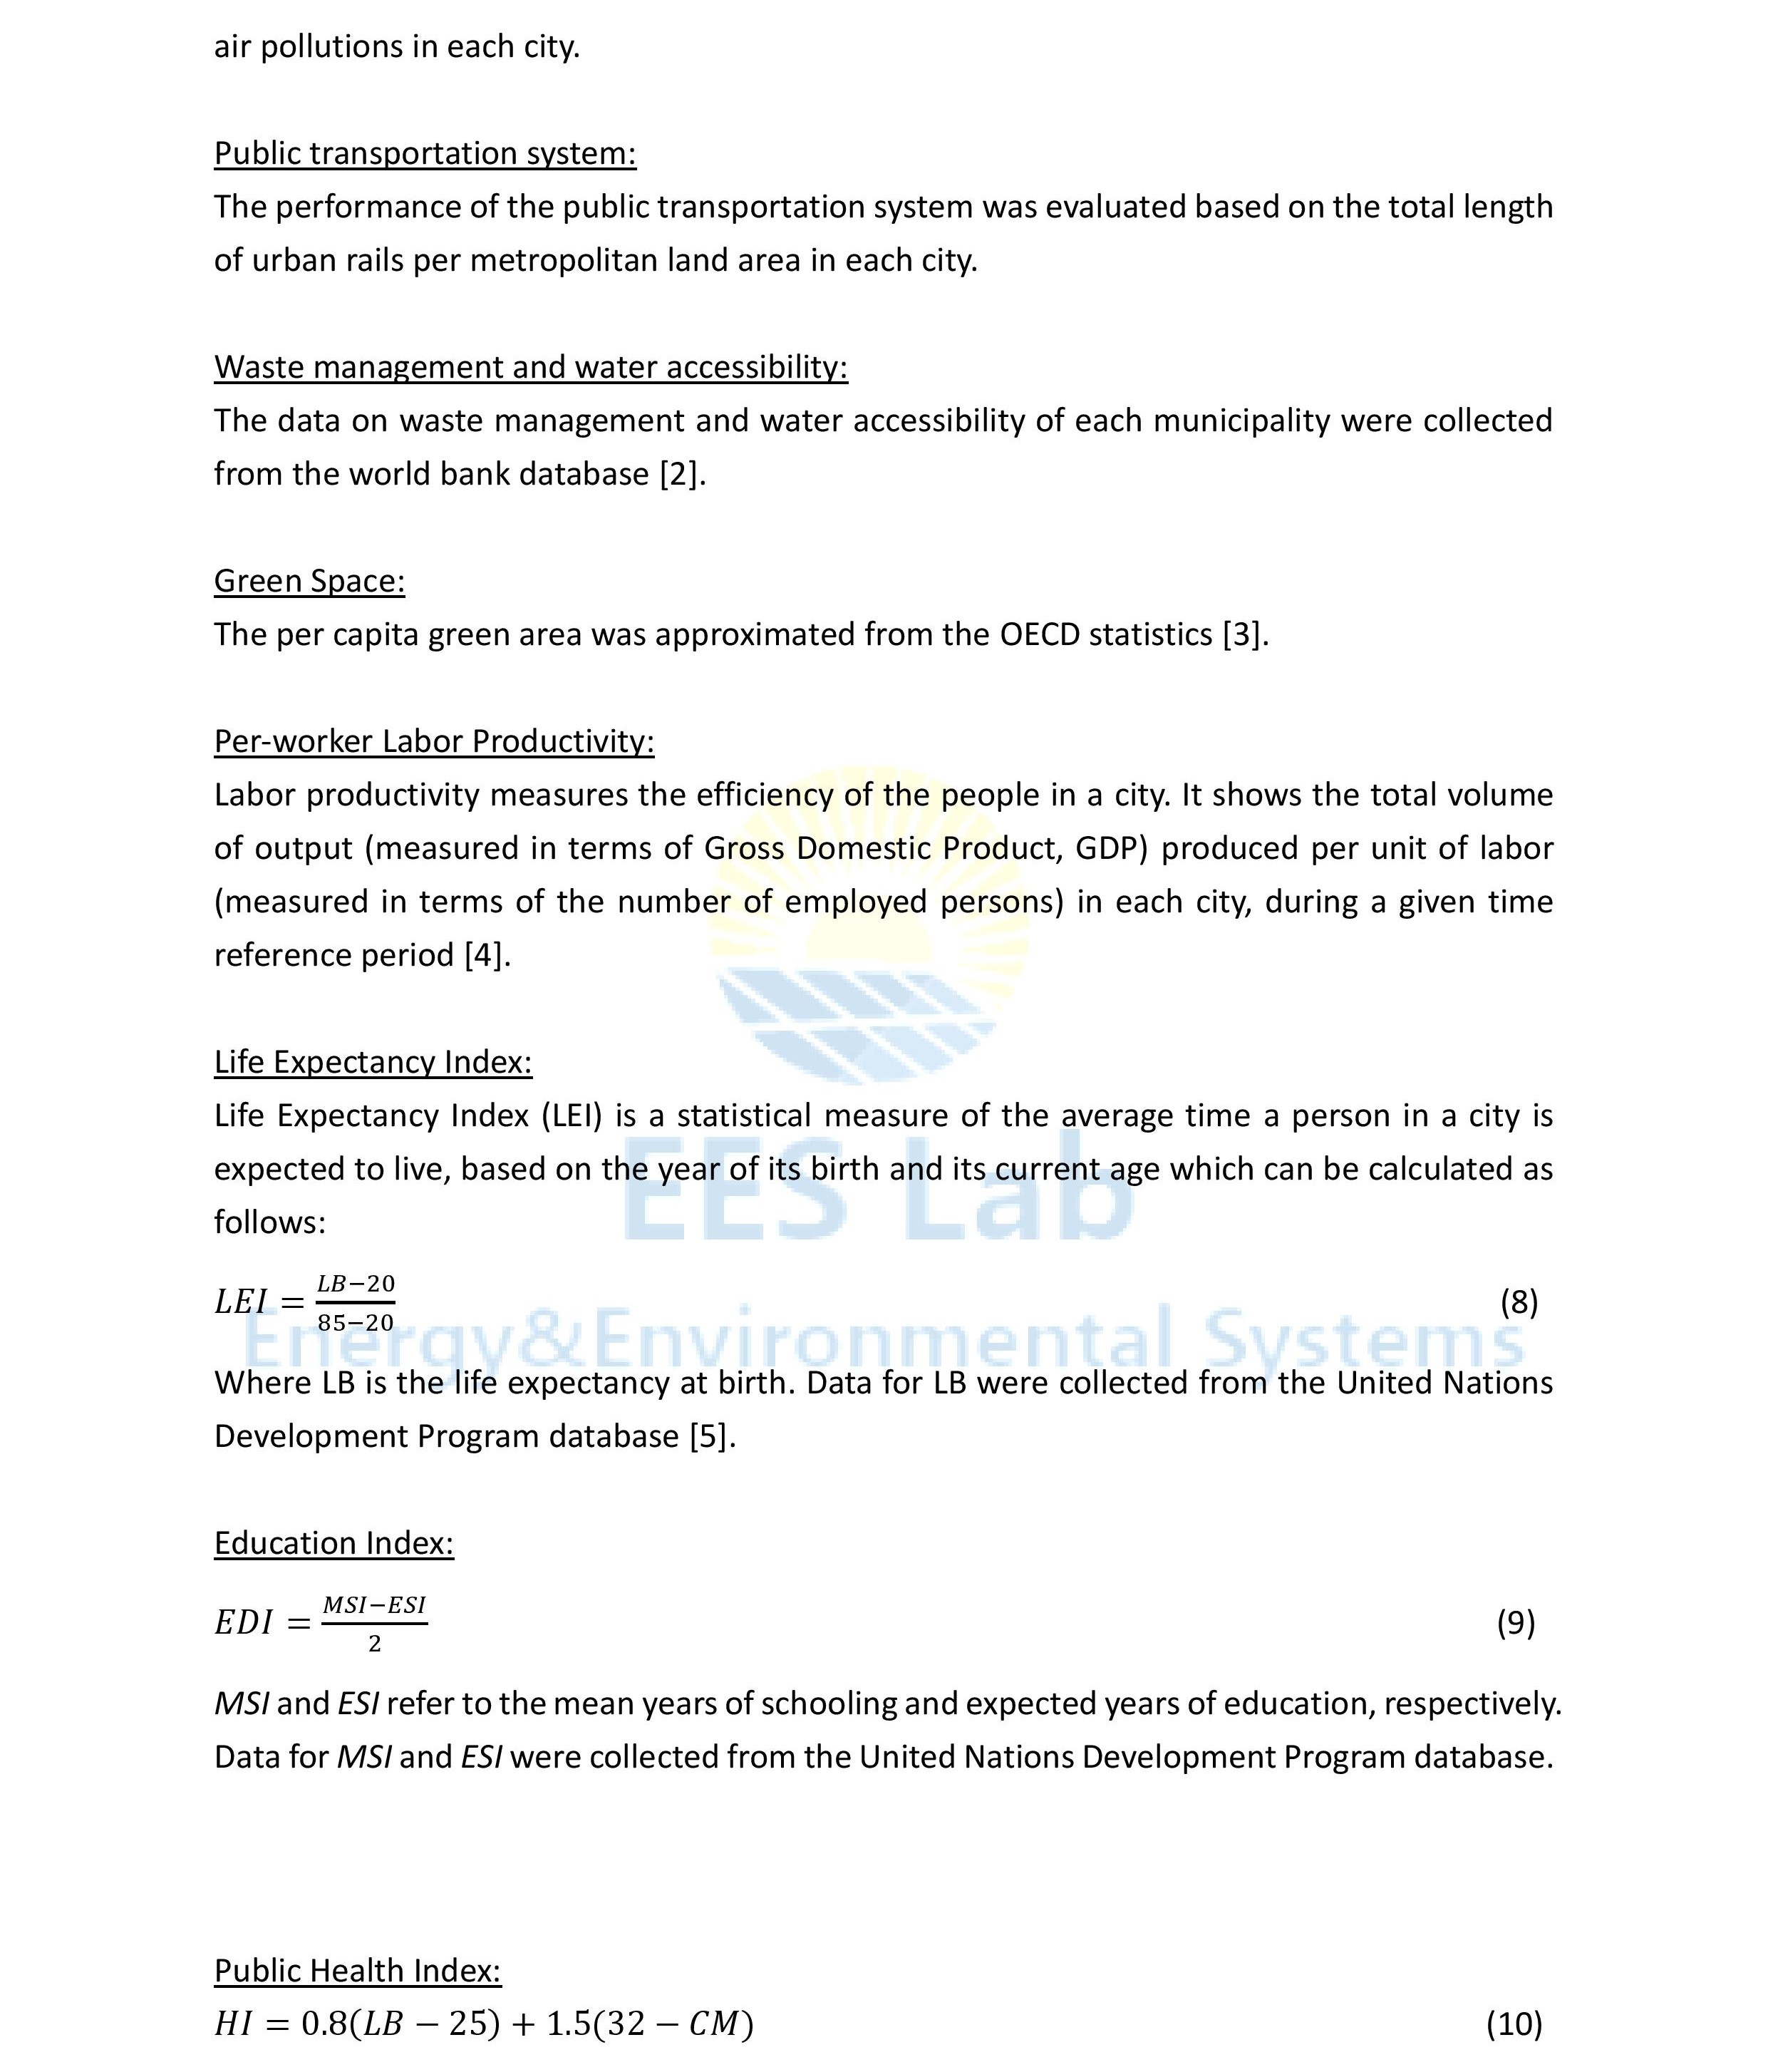 air pollutions in each city.
Public transportation system:
The performance of the public transportation system was evaluated based on the total length
of urban rails per metropolitan land area in each city.
Waste management and water accessibility:
The data on waste management and water accessibility of each municipality were collected
from the world bank database [2].
Green Space:
The per capita green area was approximated from the OECD statistics [3].
Per-worker Labor Productivity:
Labor productivity measures the efficiency of the people in a city. It shows the total volume
of output (measured in terms of Gross Domestic Product, GDP) produced per unit of labor
(measured in terms of the number of employed persons) in each city, during a given time
reference period [4].
Life Expectancy Index:
Life Expectancy Index (LEI) is a statistical measure of the average time a person in a city is
expected to live, based on the year of its birth and its current age which can be calculated as
EES Lab
follows:
LEI = \frac{LB−20}{85−20} (8)
Energy&Environmental Systems
Where LB is the life expectancy at birth. Data for LB were collected from the United Nations
Development Program database [5].
Education Index:
EDI = \frac{MSI−ESI}{2} (9)
MSI and ESI refer to the mean years of schooling and expected years of education, respectively.
Data for MSI and ESI were collected from the United Nations Development Program database.
Public Health Index:
HI = 0.8(LB − 25) + 1.5(32 − CM) (10)